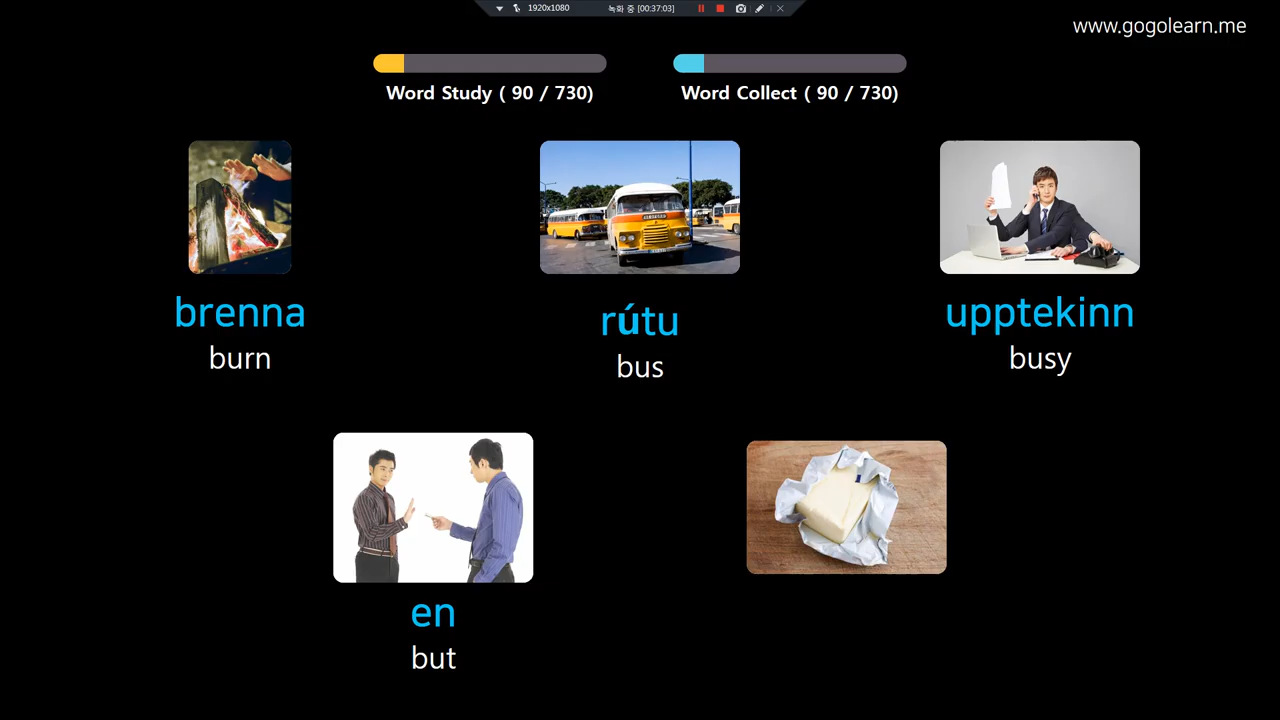 1920x1080 녹화 중 [00:37:03]
www.gogolearn.me
Word Study ( 90 / 730) Word Collect ( 90 / 730)
brenna rútu upptekinn
burn bus busy
en
but